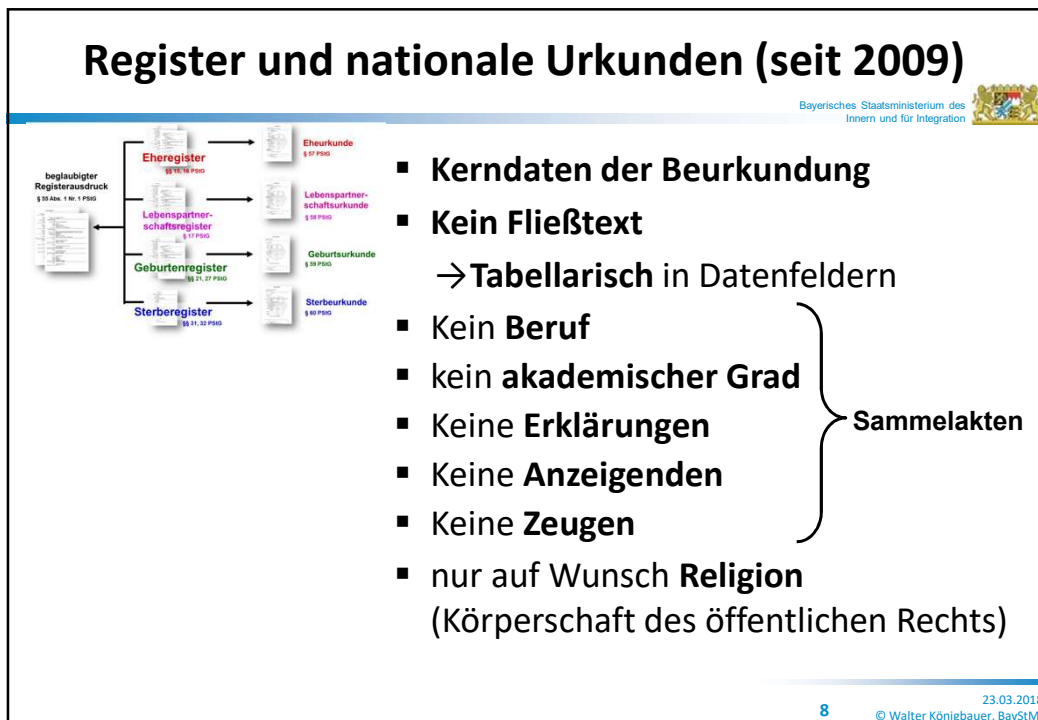 Register und nationale Urkunden (seit 2009)
Bayerisches Staatsministerium des
Innern und für Integration
beglaubigter
Registerausdruck
§ 55 Abs. 1 Nr. 1 PStG
Eheregister
§§ 15, 16 PStG
Eheurkunde
§ 57 PStG
Lebenspartner-
schaftsregister
§ 17 PStG
Lebenspartner-
schaftsurkunde
§ 58 PStG
Geburtenregister
§§ 21, 27 PStG
Geburtsurkunde
§ 59 PStG
Sterberegister
§§ 31, 32 PStG
Sterbeurkunde
§ 60 PStG
▪ Kerndaten der Beurkundung
▪ Kein Fließtext
→Tabellarisch in Datenfeldern
▪ Kein Beruf
▪ kein akademischer Grad
▪ Keine Erklärungen
▪ Keine Anzeigenden
▪ Keine Zeugen
Sammelakten
▪ nur auf Wunsch Religion
(Körperschaft des öffentlichen Rechts)
8
23.03.2018
© Walter Königbauer, BayStM